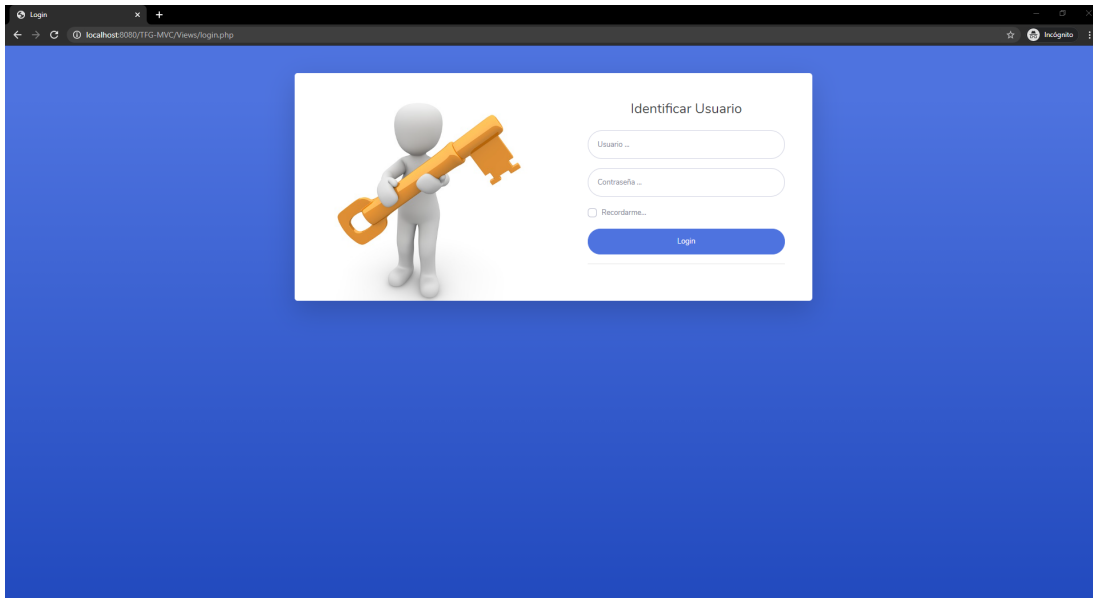 Login
localhost:8080/TFG-MVC/Views/login.php
Incógnito
Identificar Usuario
Usuario ...
Contraseña ...
Recordarme...
Login